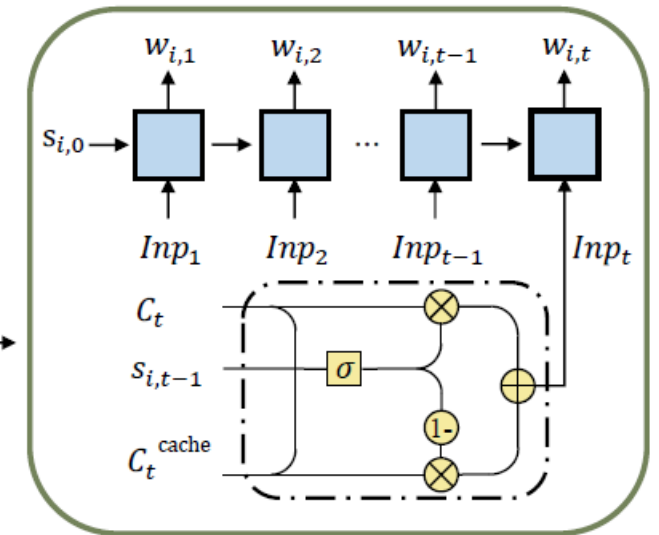 w_{i,1} w_{i,2} w_{i,t−1} w_{i,t}
s_{i,0} ...
Inp_1 Inp_2 Inp_{t−1} Inp_t
C_t
s_{i,t−1} σ
1-
C_t^{cache}